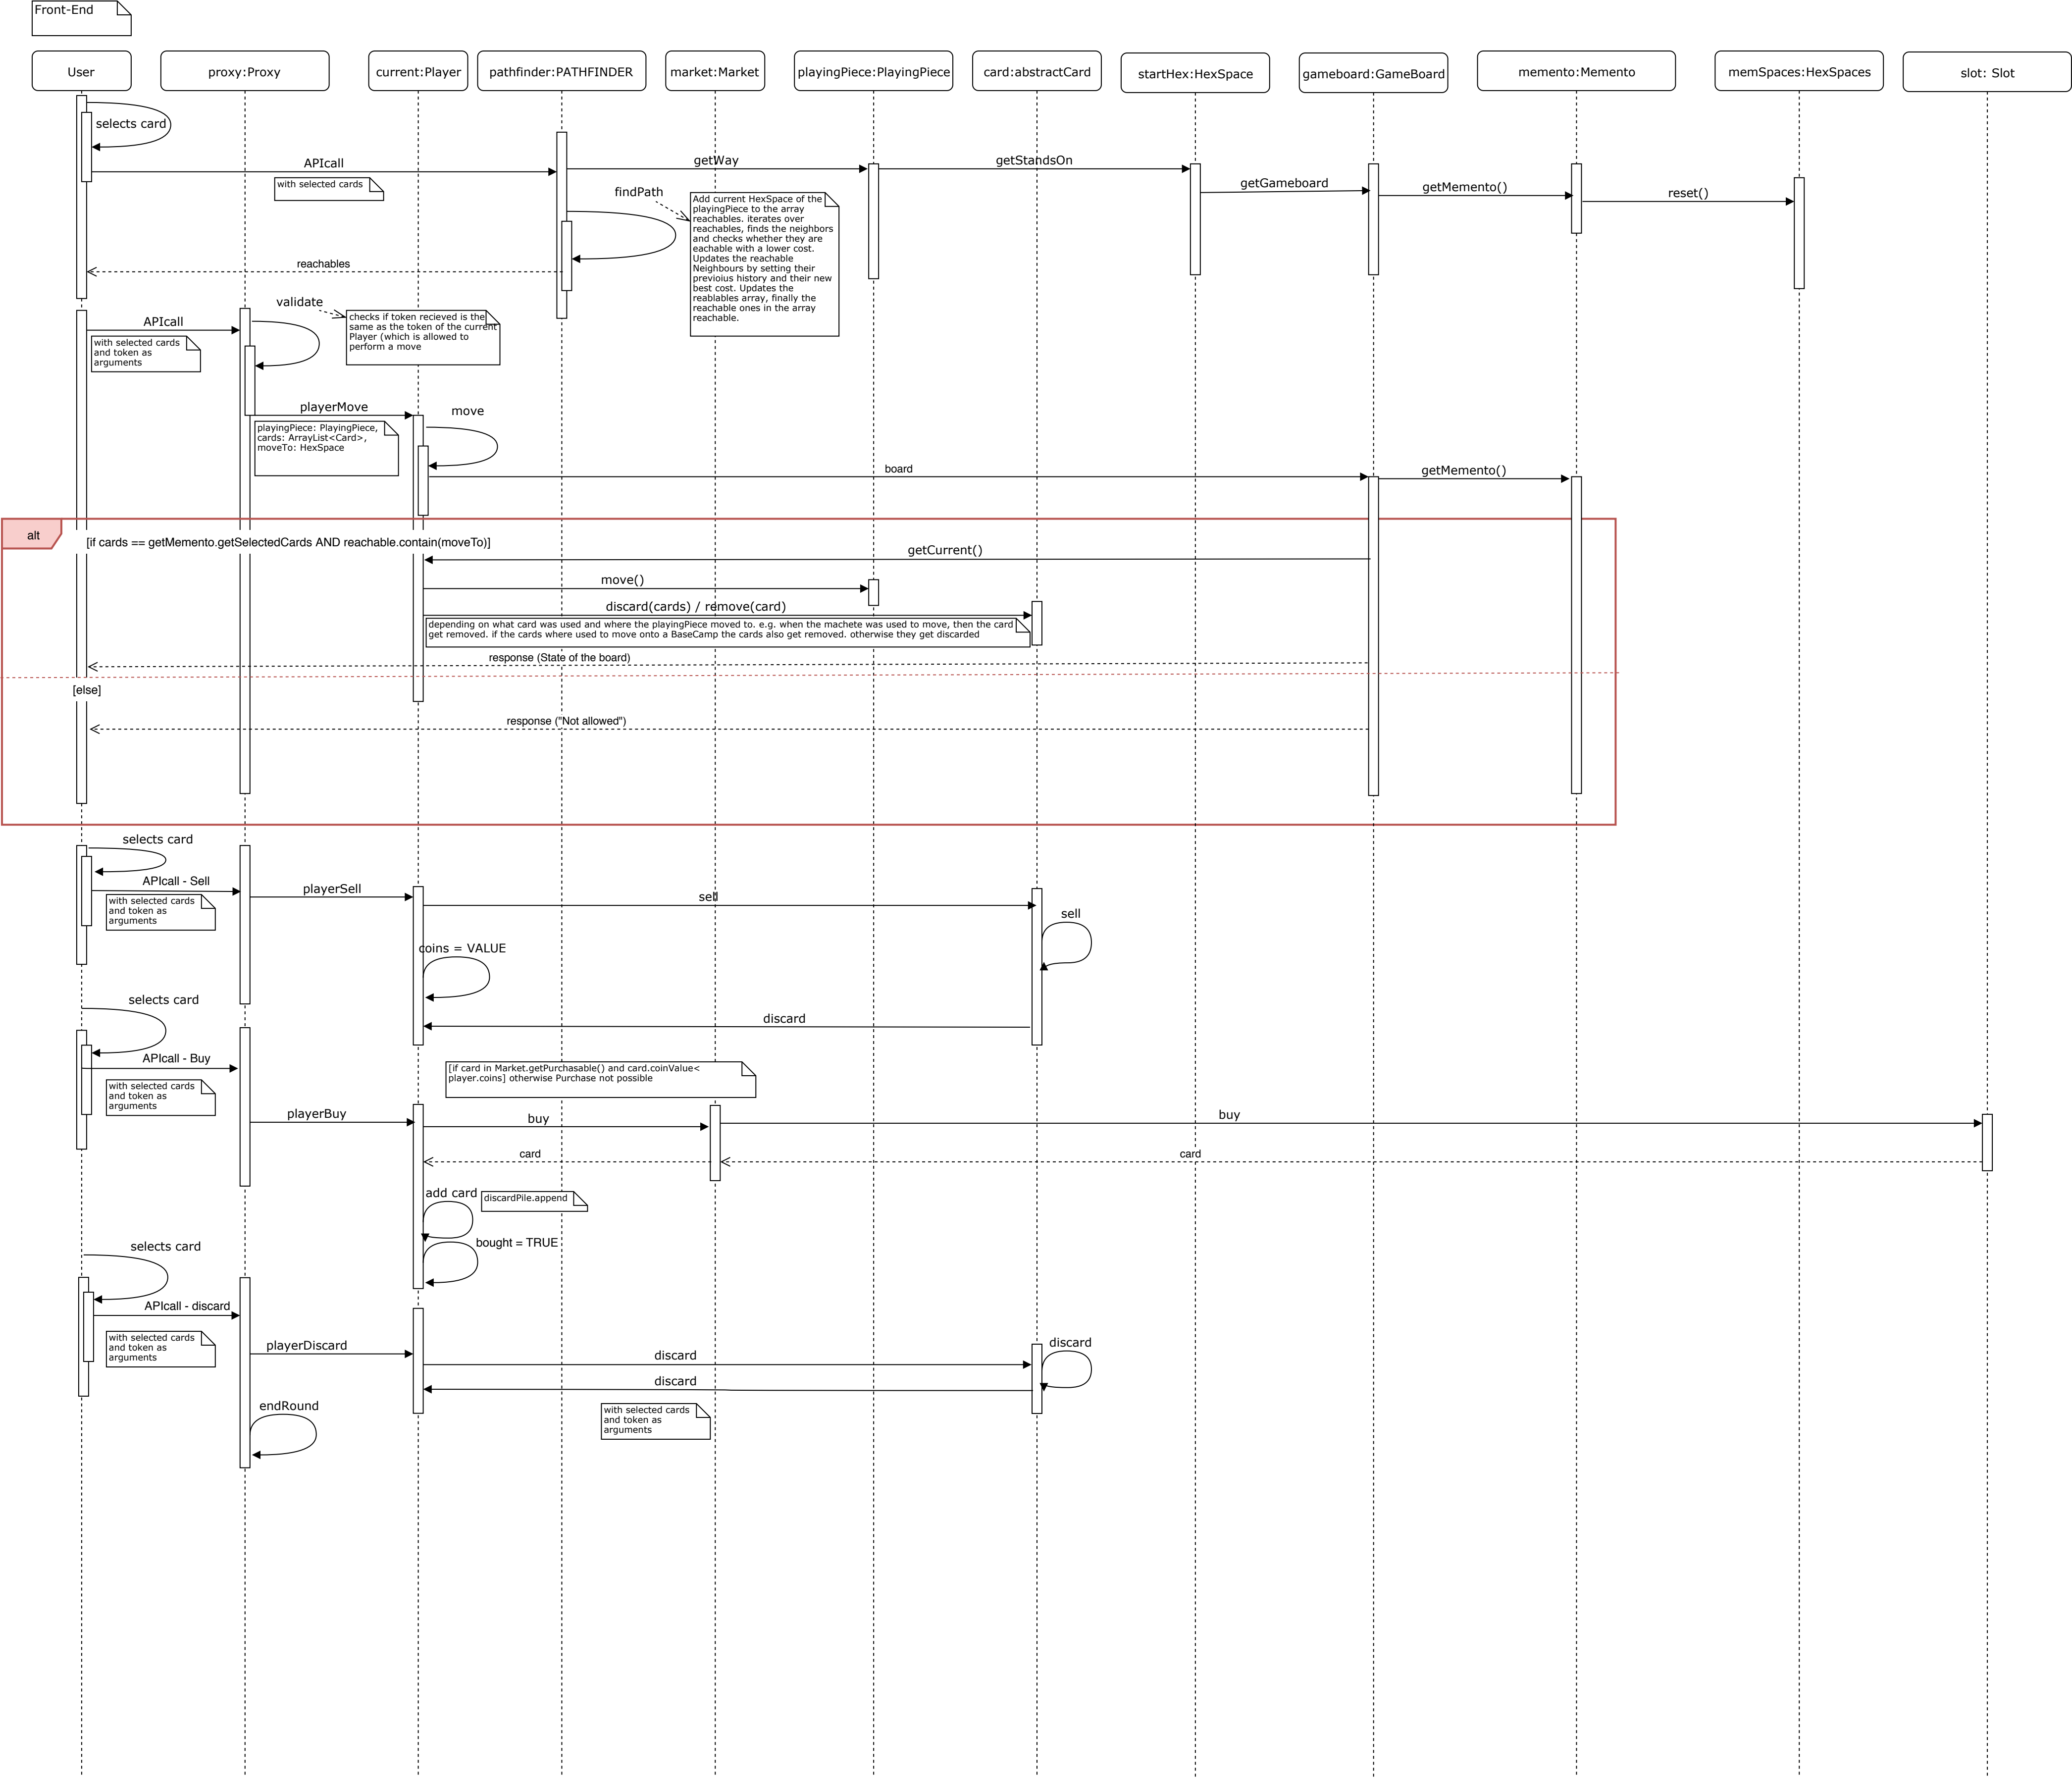 Front-End
User
proxy:Proxy
current:Player
pathfinder:PATHFINDER
market:Market
playingPiece:PlayingPiece
card:abstractCard
startHex:HexSpace
gameboard:GameBoard
memento:Memento
memSpaces:HexSpaces
slot: Slot
selects card
APIcall
with selected cards
getWay
getStandsOn
getGameboard
getMemento()
reset()
findPath
Add current HexSpace of the
playingPiece to the array
reachables. iterates over
reachables, finds the neighbors
and checks whether they are
eachable with a lower cost.
Updates the reachable
Neighbours by setting their
previoius history and their new
best cost. Updates the
reablables array, finally the
reachable ones in the array
reachable.
reachables
validate
checks if token recieved is the
same as the token of the current
Player (which is allowed to
perform a move
APIcall
with selected cards
and token as
arguments
playerMove
playingPiece: PlayingPiece,
cards: ArrayList<Card>,
moveTo: HexSpace
move
board
getMemento()
alt
[if cards == getMemento.getSelectedCards AND reachable.contain(moveTo)]
getCurrent()
move()
discard(cards) / remove(card)
depending on what card was used and where the playingPiece moved to. e.g. when the machete was used to move, then the card
get removed. if the cards where used to move onto a BaseCamp the cards also get removed. otherwise they get discarded
response (State of the board)
[else]
response ("Not allowed")
selects card
APIcall - Sell
with selected cards
and token as
arguments
playerSell
sell
sell
coins = VALUE
discard
selects card
APIcall - Buy
with selected cards
and token as
arguments
[if card in Market.getPurchasable() and card.coinValue<
player.coins] otherwise Purchase not possible
playerBuy
buy
buy
card
card
add card
discardPile.append
bought = TRUE
selects card
APIcall - discard
with selected cards
and token as
arguments
playerDiscard
discard
discard
discard
with selected cards
and token as
arguments
endRound